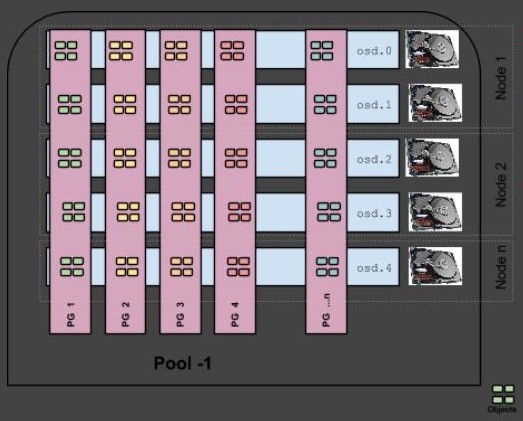 osd.0
Node 1
osd.1
osd.2
Node 2
osd.3
osd.4
Node n
PG 1
PG 2
PG 3
PG 4
PG ...n
Pool -1
Objects